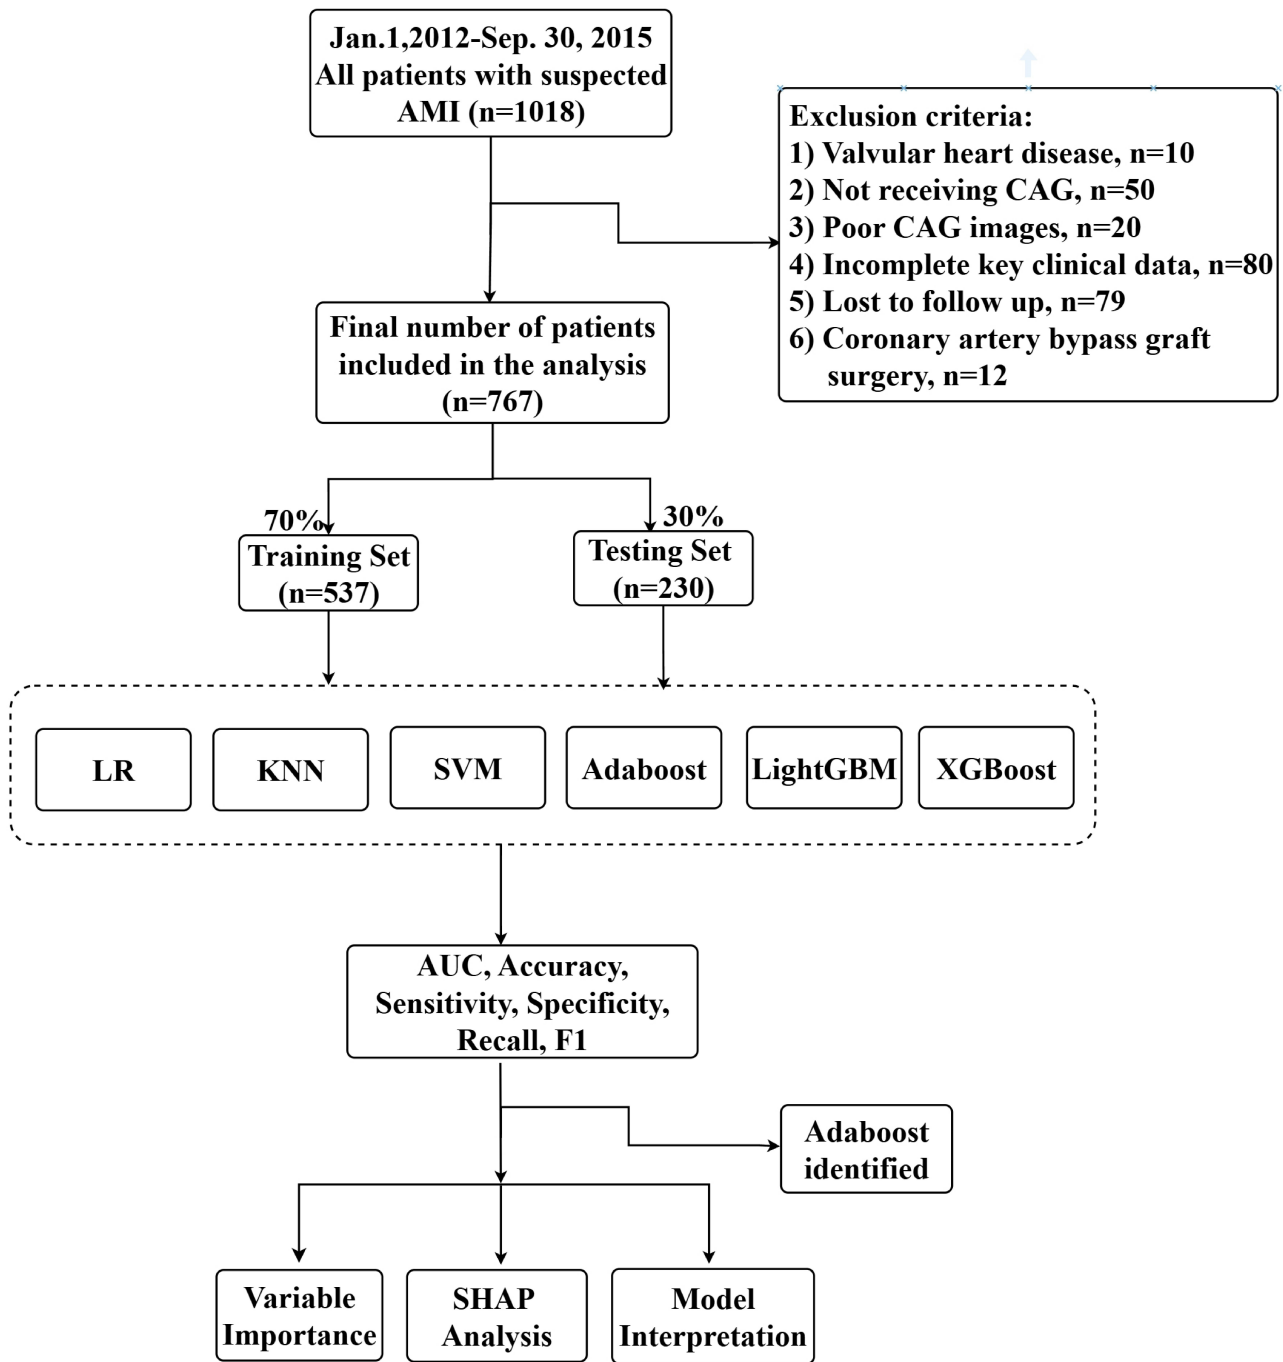 Jan.1,2012-Sep. 30, 2015
All patients with suspected
AMI (n=1018)
Exclusion criteria:
1) Valvular heart disease, n=10
2) Not receiving CAG, n=50
3) Poor CAG images, n=20
4) Incomplete key clinical data, n=80
5) Lost to follow up, n=79
6) Coronary artery bypass graft
surgery, n=12
Final number of patients
included in the analysis
(n=767)
70%
Training Set
(n=537)
30%
Testing Set
(n=230)
LR
KNN
SVM
Adaboost
LightGBM
XGBoost
AUC, Accuracy,
Sensitivity, Specificity,
Recall, F1
Adaboost
identified
Variable
Importance
SHAP
Analysis
Model
Interpretation